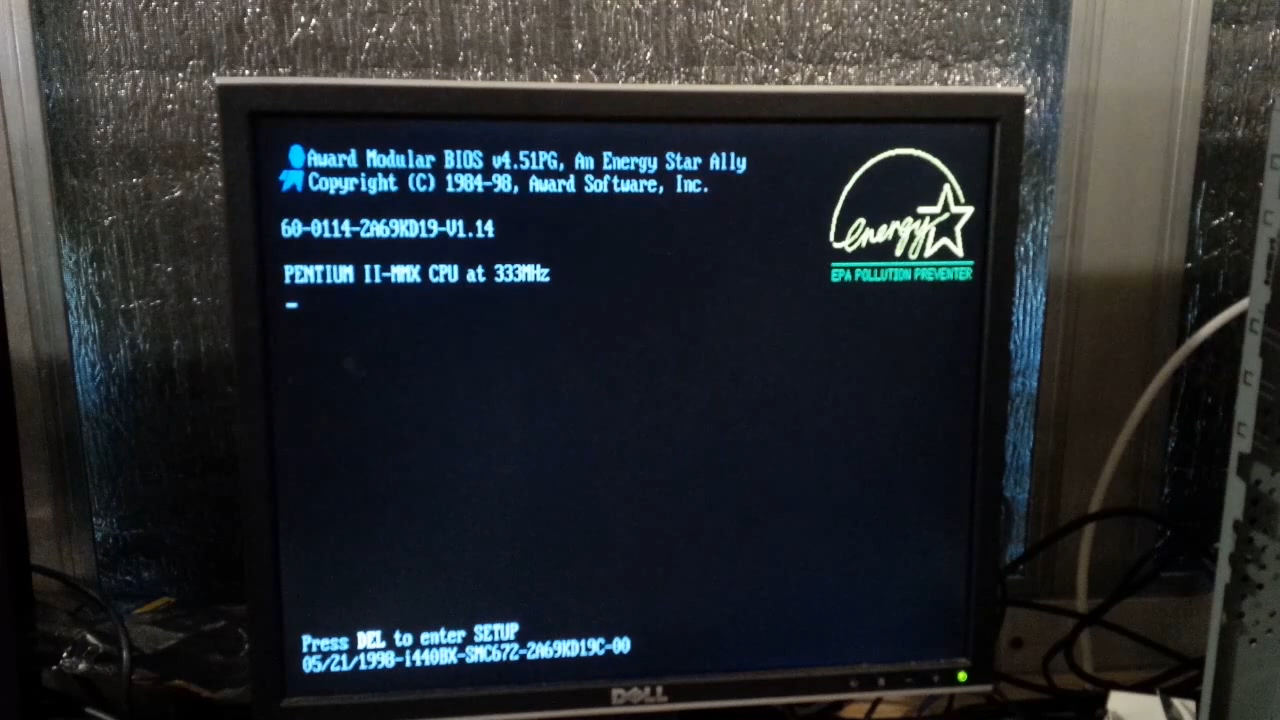 Award Modular BIOS v4.51PG, An Energy Star Ally
Copyright (C) 1984-98, Award Software, Inc.
energy
EPA POLLUTION PREVENTER
60-0114-2A69KD19-V1.14
PENTIUM II-MMX CPU at 333MHz
Press DEL to enter SETUP
05/21/1998-i440BX-SMC672-2A69KD19C-00
DELL